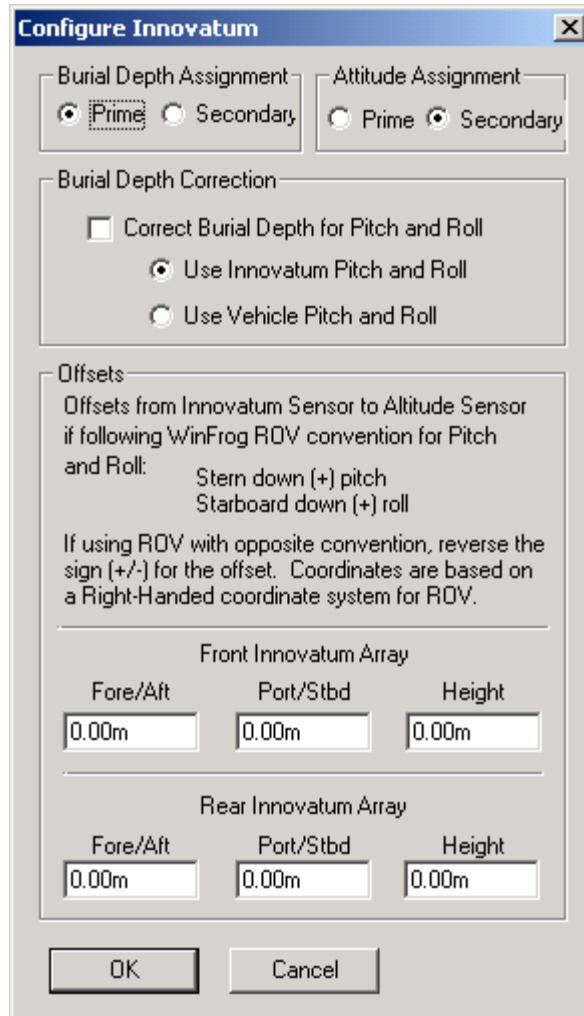 Configure Innovatum
Burial Depth Assignment
Prime Secondary
Attitude Assignment
Prime Secondary
Burial Depth Correction
Correct Burial Depth for Pitch and Roll
Use Innovatum Pitch and Roll
Use Vehicle Pitch and Roll
Offsets
Offsets from Innovatum Sensor to Altitude Sensor
if following WinFrog ROV convention for Pitch
and Roll:
Stern down (+) pitch
Starboard down (+) roll
If using ROV with opposite convention, reverse the
sign (+/-) for the offset. Coordinates are based on
a Right-Handed coordinate system for ROV.
Front Innovatum Array
Fore/Aft Port/Stbd Height
0.00m 0.00m 0.00m
Rear Innovatum Array
Fore/Aft Port/Stbd Height
0.00m 0.00m 0.00m
OK Cancel